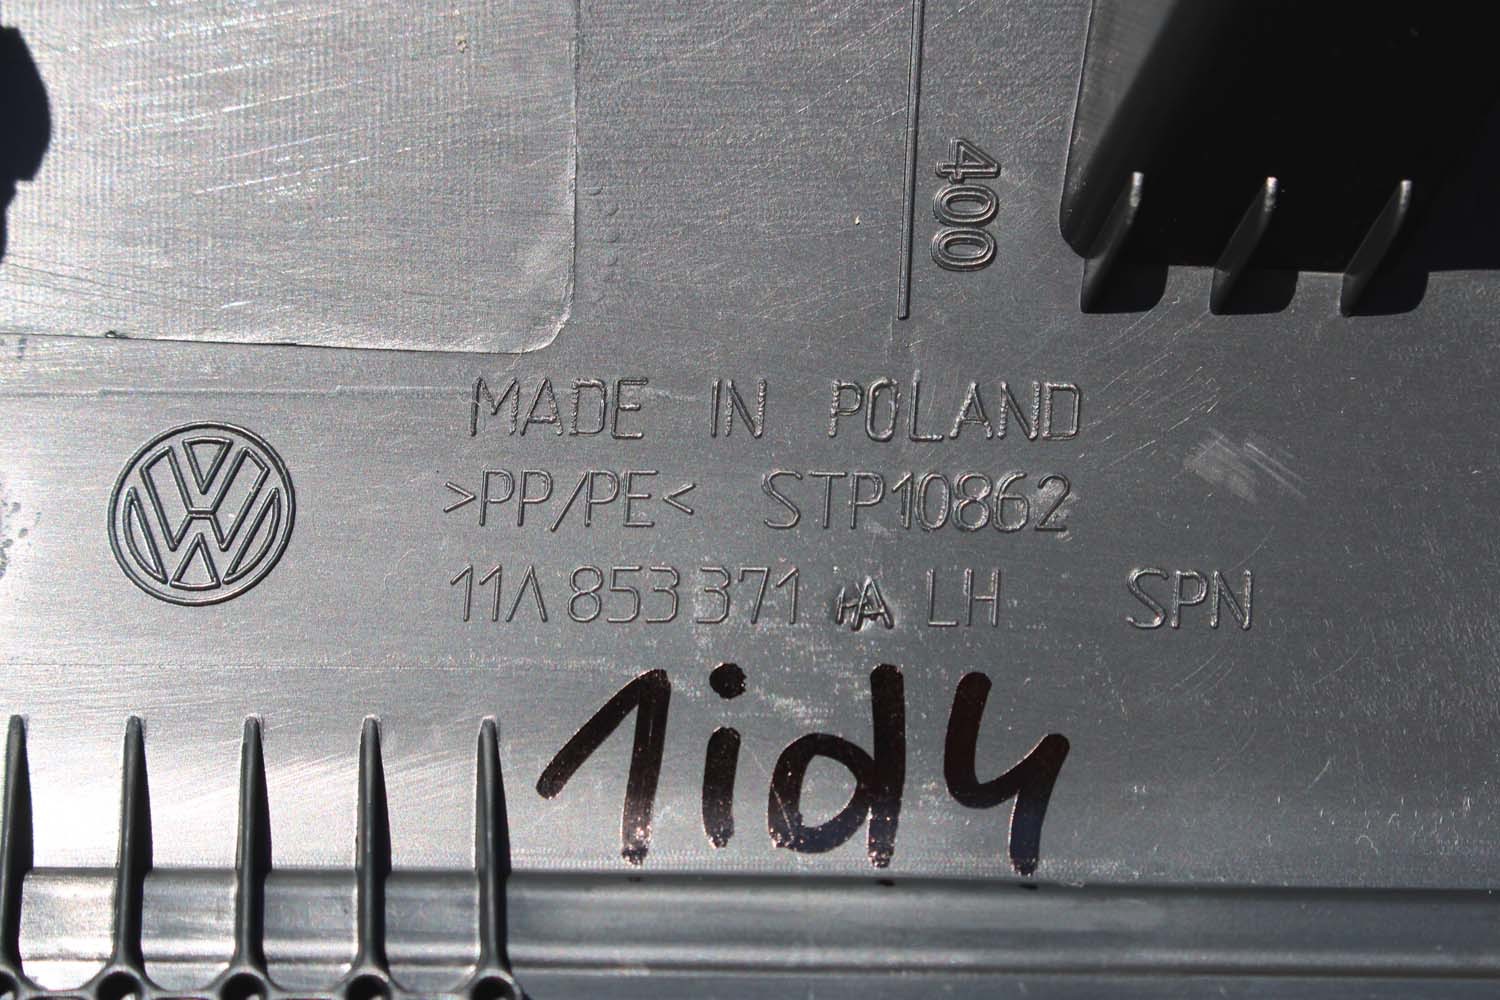 400
MADE IN POLAND
>PP/PE< STP10862
11A 853 371 A LH SPN
1id4